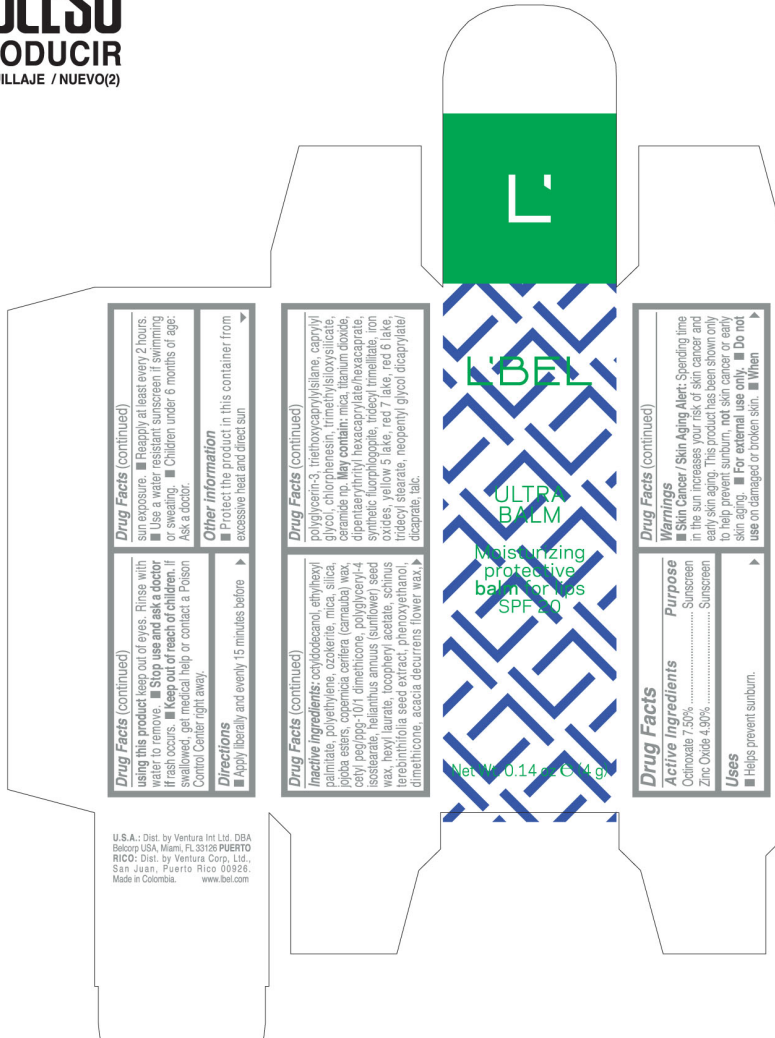 ODUCIR
ILLAJE / NUEVO(2)
L'
L'BEL
ULTRA
BALM
Moisturizing
protective
balm for lips
SPF 20
Net Wt. 0.14 oz ℮ (4 g)
Drug Facts
Active Ingredients Purpose
Octinoxate 7.50% ........................ Sunscreen
Zinc Oxide 4.90% ........................ Sunscreen
Uses
■ Helps prevent sunburn.
Drug Facts (continued)
Warnings
■ Skin Cancer / Skin Aging Alert: Spending time
in the sun increases your risk of skin cancer and
early skin aging. This product has been shown only
to help prevent sunburn, not skin cancer or early
skin aging. ■ For external use only. ■ Do not
use on damaged or broken skin. ■ When
Drug Facts (continued)
using this product keep out of eyes. Rinse with
water to remove. ■ Stop use and ask a doctor
if rash occurs. ■ Keep out of reach of children. If
swallowed, get medical help or contact a Poison
Control Center right away.
Directions
■ Apply liberally and evenly 15 minutes before
Drug Facts (continued)
sun exposure. ■ Reapply at least every 2 hours.
■ Use a water resistant sunscreen if swimming
or sweating. ■ Children under 6 months of age:
Ask a doctor.
Other information
■ Protect the product in this container from
excessive heat and direct sun
Drug Facts (continued)
Inactive ingredients: octyldodecanol, ethylhexyl
palmitate, polyethylene, ozokerite, mica, silica,
jojoba esters, copernicia cerifera (carnauba) wax,
cetyl peg/ppg-10/1 dimethicone, polyglyceryl-4
isostearate, helianthus annuus (sunflower) seed
wax, hexyl laurate, tocopheryl acetate, schinus
terebinthifolia seed extract, phenoxyethanol,
dimethicone, acacia decurrens flower wax,
Drug Facts (continued)
polyglycerin-3, triethoxycaprylylsilane, caprylyl
glycol, chlorphenesin, trimethylsiloxysilicate,
ceramide np. May contain: mica, titanium dioxide,
dipentaerythrityl hexacaprylate/hexacaprate,
synthetic fluorphlogopite, tridecyl trimellitate, iron
oxides, yellow 5 lake, red 7 lake, red 6 lake,
tridecyl stearate, neopentyl glycol dicaprylate/
dicaprate, talc.
U.S.A.: Dist. by Ventura Int Ltd. DBA
Belcorp USA, Miami, FL 33126 PUERTO
RICO: Dist. by Ventura Corp, Ltd.,
San Juan, Puerto Rico 00926.
Made in Colombia. www.lbel.com